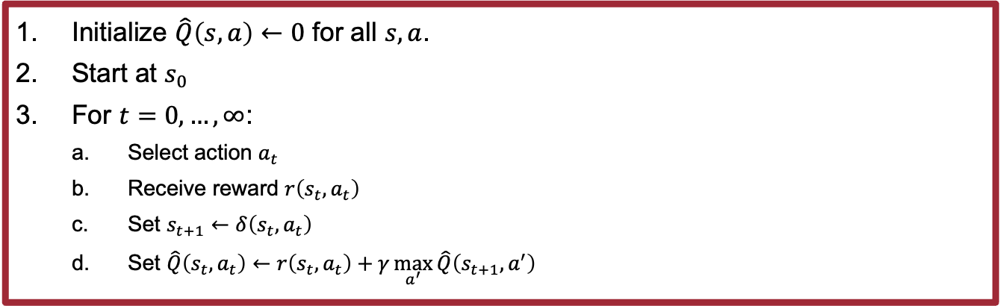 1. Initialize Q̂(s, a) ← 0 for all s, a.
2. Start at s₀
3. For t = 0, ..., ∞:
a. Select action aₜ
b. Receive reward r(sₜ, aₜ)
c. Set sₜ₊₁ ← δ(sₜ, aₜ)
d. Set Q̂(sₜ, aₜ) ← r(sₜ, aₜ) + γ max_{a′} Q̂(sₜ₊₁, a′)